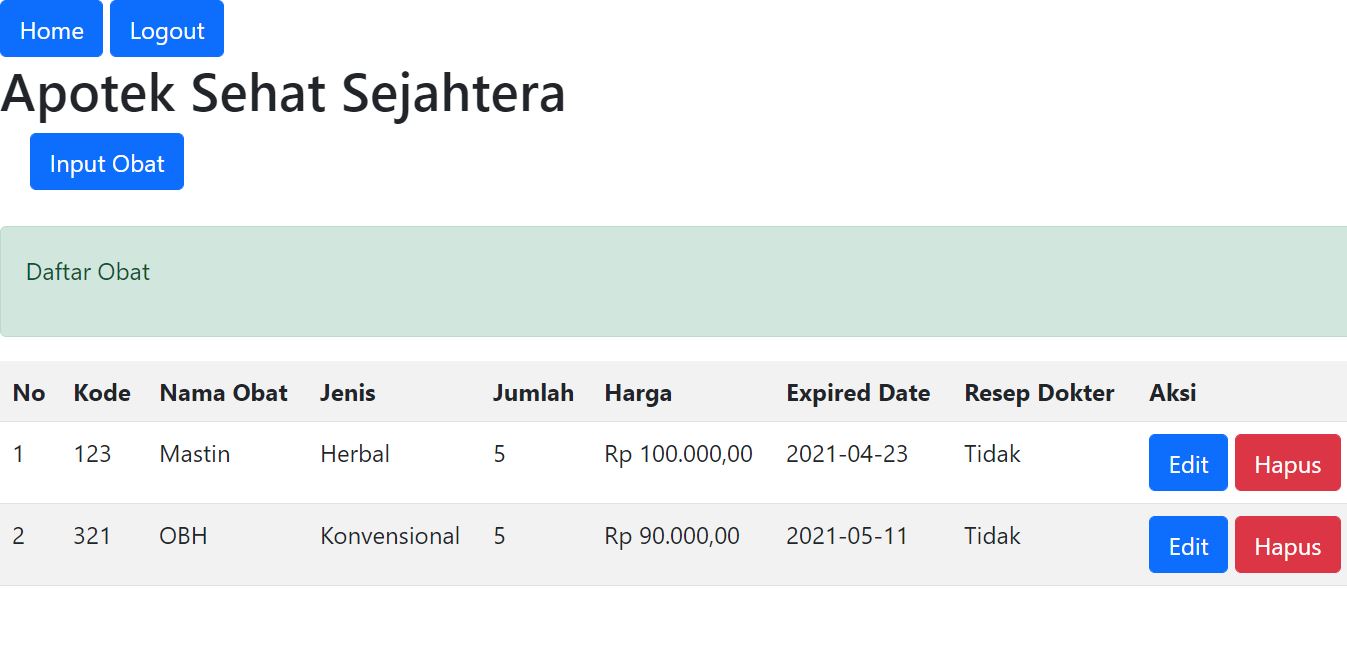 Home Logout
Apotek Sehat Sejahtera
Input Obat
Daftar Obat
No Kode Nama Obat Jenis Jumlah Harga Expired Date Resep Dokter Aksi
1 123 Mastin Herbal 5 Rp 100.000,00 2021-04-23 Tidak Edit Hapus
2 321 OBH Konvensional 5 Rp 90.000,00 2021-05-11 Tidak Edit Hapus